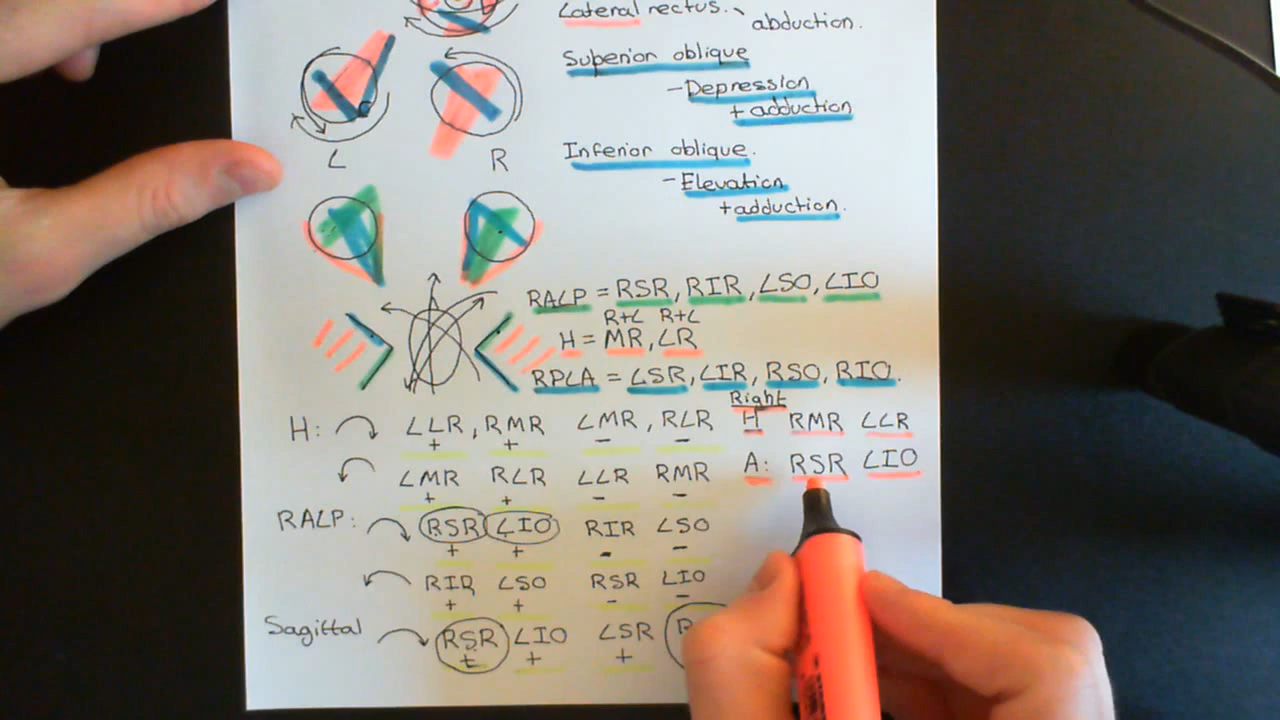 Lateral rectus.
abduction.
Superior oblique
- Depression
+ adduction
Inferior oblique.
- Elevation
+ adduction.
L R
RALP = RSR, RIR, LSO, LIO
R+L R+L
H = MR, LR
RPLA = LSR, LIR, RSO, RIO.
Right
H: LLR, RMR LMR, RLR H RMR LLR
+ + - -
LMR RLR LLR RMR A: RSR LIO
+ + - -
RALP: RSR LIO RIR LSO
+ + - -
RIR LSO RSR LIO
+ + - -
Sagittal RSR LIO LSR R
+ + +